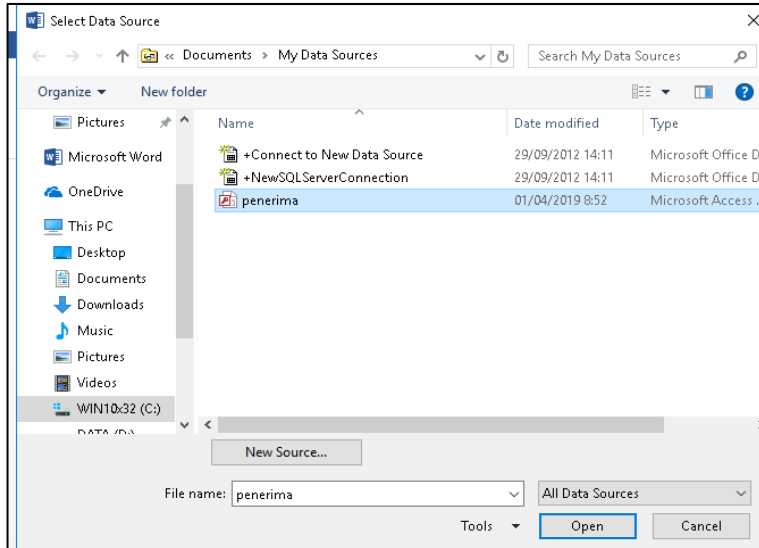 Select Data Source
« Documents > My Data Sources
Search My Data Sources
Organize
New folder
Pictures
Microsoft Word
OneDrive
This PC
Desktop
Documents
Downloads
Music
Pictures
Videos
WIN10x32 (C:)
DATA (D:)
Name Date modified Type
+Connect to New Data Source 29/09/2012 14:11 Microsoft Office D
+NewSQLServerConnection 29/09/2012 14:11 Microsoft Office D
penerima 01/04/2019 8:52 Microsoft Access .
New Source...
File name: penerima All Data Sources
Tools Open Cancel